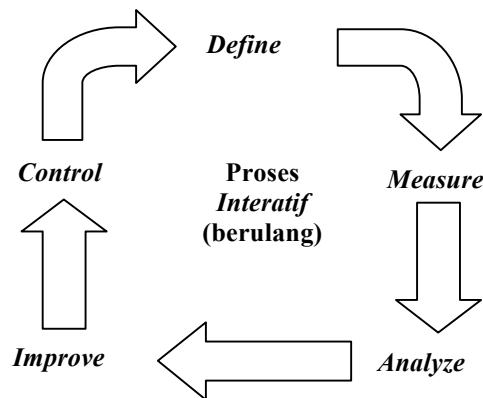 Define
Control
Proses
Interatif
(berulang)
Measure
Improve
Analyze